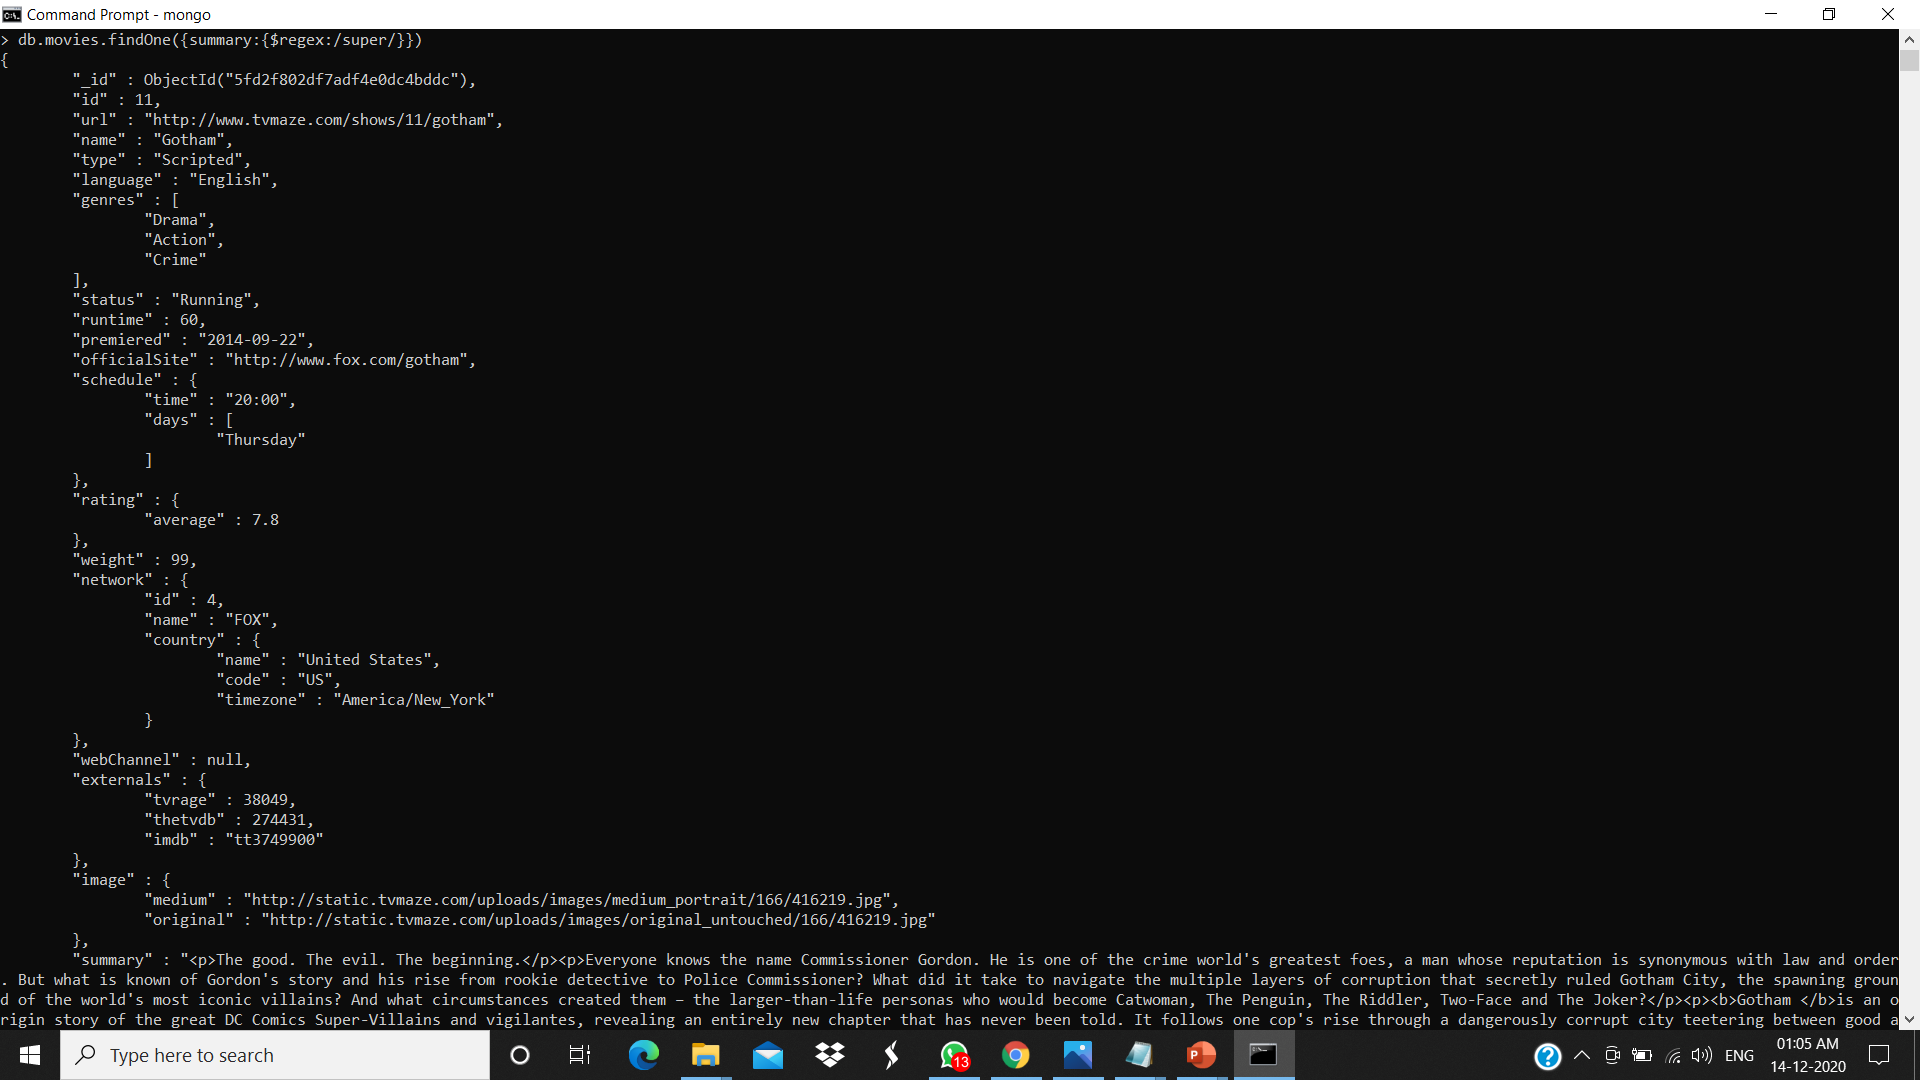 Command Prompt - mongo
> db.movies.findOne({summary:{$regex:/super/}})
{
"_id" : ObjectId("5fd2f802df7adf4e0dc4bddc"),
"id" : 11,
"url" : "http://www.tvmaze.com/shows/11/gotham",
"name" : "Gotham",
"type" : "Scripted",
"language" : "English",
"genres" : [
"Drama",
"Action",
"Crime"
],
"status" : "Running",
"runtime" : 60,
"premiered" : "2014-09-22",
"officialSite" : "http://www.fox.com/gotham",
"schedule" : {
"time" : "20:00",
"days" : [
"Thursday"
]
},
"rating" : {
"average" : 7.8
},
"weight" : 99,
"network" : {
"id" : 4,
"name" : "FOX",
"country" : {
"name" : "United States",
"code" : "US",
"timezone" : "America/New_York"
}
},
"webChannel" : null,
"externals" : {
"tvrage" : 38049,
"thetvdb" : 274431,
"imdb" : "tt3749900"
},
"image" : {
"medium" : "http://static.tvmaze.com/uploads/images/medium_portrait/166/416219.jpg",
"original" : "http://static.tvmaze.com/uploads/images/original_untouched/166/416219.jpg"
},
"summary" : "<p>The good. The evil. The beginning.</p><p>Everyone knows the name Commissioner Gordon. He is one of the crime world's greatest foes, a man whose reputation is synonymous with law and order
. But what is known of Gordon's story and his rise from rookie detective to Police Commissioner? What did it take to navigate the multiple layers of corruption that secretly ruled Gotham City, the spawning groun
d of the world's most iconic villains? And what circumstances created them – the larger-than-life personas who would become Catwoman, The Penguin, The Riddler, Two-Face and The Joker?</p><p><b>Gotham </b>is an o
rigin story of the great DC Comics Super-Villains and vigilantes, revealing an entirely new chapter that has never been told. It follows one cop's rise through a dangerously corrupt city teetering between good a
Type here to search
13
ENG
01:05 AM
14-12-2020